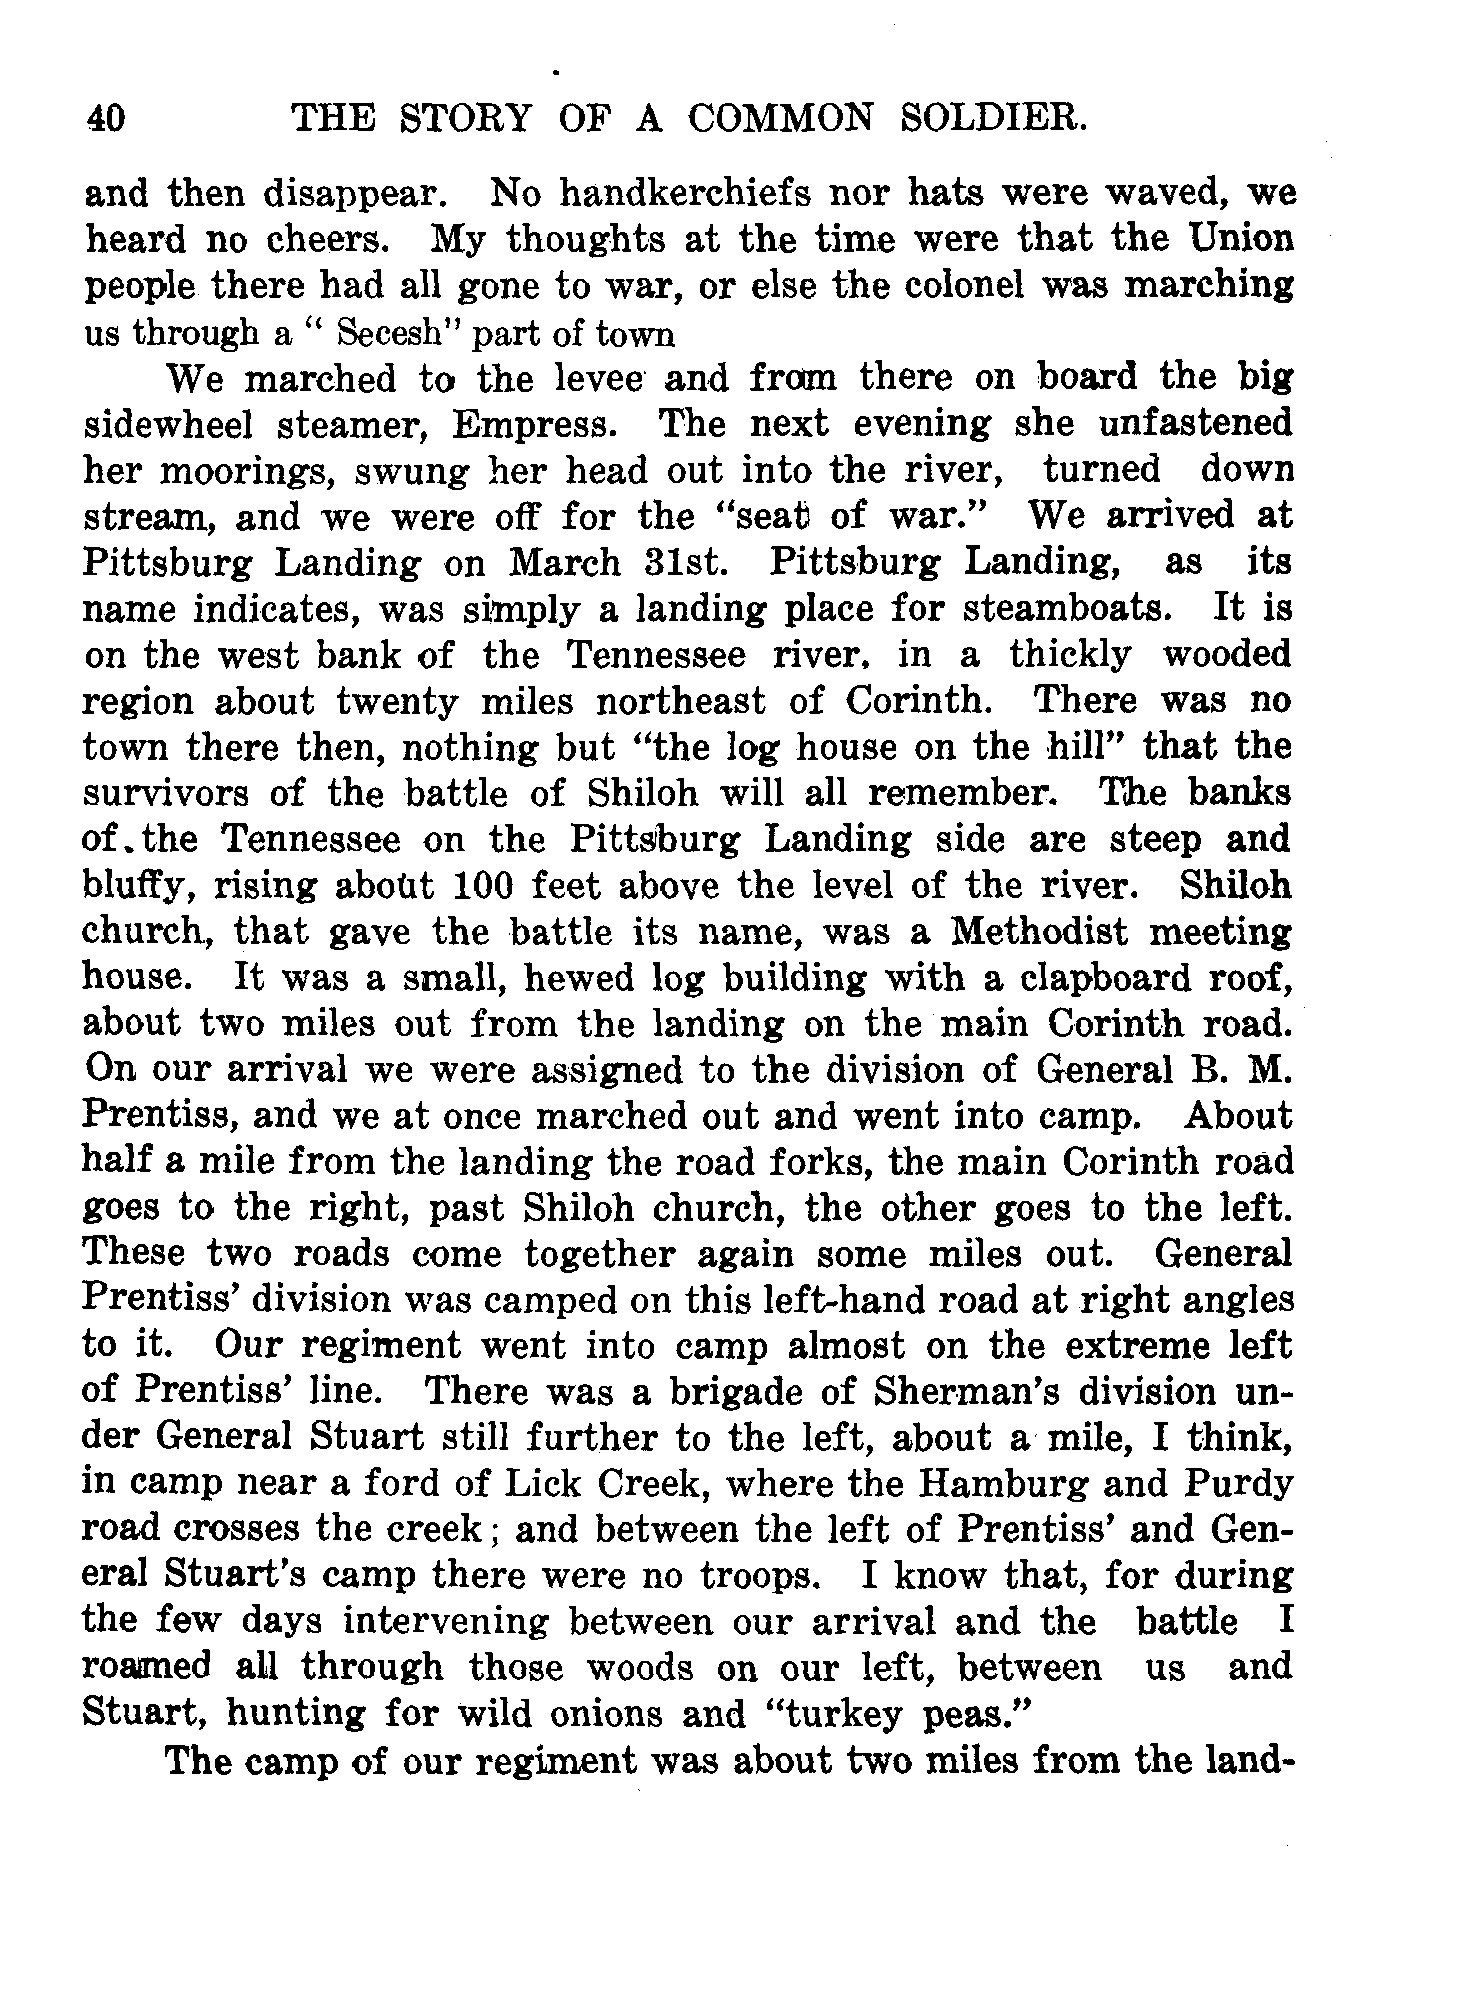 40 THE STORY OF A COMMON SOLDIER.
and then disappear. No handkerchiefs nor hats were waved, we
heard no cheers. My thoughts at the time were that the Union
people there had all gone to war, or else the colonel was marching
us through a “ Secesh” part of town
We marched to the levee and from there on board the big
sidewheel steamer, Empress. The next evening she unfastened
her moorings, swung her head out into the river, turned down
stream, and we were off for the “seat of war.” We arrived at
Pittsburg Landing on March 31st. Pittsburg Landing, as its
name indicates, was simply a landing place for steamboats. It is
on the west bank of the Tennessee river, in a thickly wooded
region about twenty miles northeast of Corinth. There was no
town there then, nothing but “the log house on the hill” that the
survivors of the battle of Shiloh will all remember. The banks
of the Tennessee on the Pittsburg Landing side are steep and
bluffy, rising about 100 feet above the level of the river. Shiloh
church, that gave the battle its name, was a Methodist meeting
house. It was a small, hewed log building with a clapboard roof,
about two miles out from the landing on the main Corinth road.
On our arrival we were assigned to the division of General B. M.
Prentiss, and we at once marched out and went into camp. About
half a mile from the landing the road forks, the main Corinth road
goes to the right, past Shiloh church, the other goes to the left.
These two roads come together again some miles out. General
Prentiss’ division was camped on this left-hand road at right angles
to it. Our regiment went into camp almost on the extreme left
of Prentiss’ line. There was a brigade of Sherman’s division un-
der General Stuart still further to the left, about a mile, I think,
in camp near a ford of Lick Creek, where the Hamburg and Purdy
road crosses the creek; and between the left of Prentiss’ and Gen-
eral Stuart’s camp there were no troops. I know that, for during
the few days intervening between our arrival and the battle I
roamed all through those woods on our left, between us and
Stuart, hunting for wild onions and “turkey peas.”
The camp of our regiment was about two miles from the land-